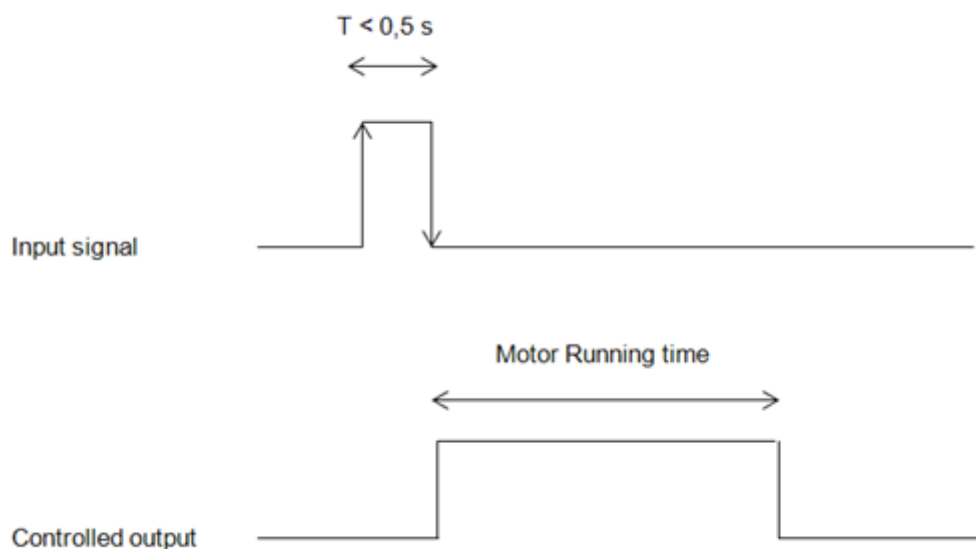 T < 0,5 s
Input signal
Motor Running time
Controlled output